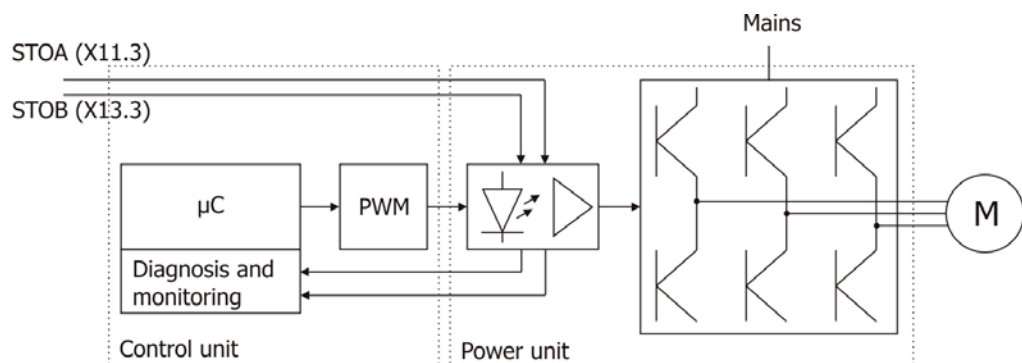 Mains
STOA (X11.3)
STOB (X13.3)
µC
PWM
M
Diagnosis and
monitoring
Control unit
Power unit